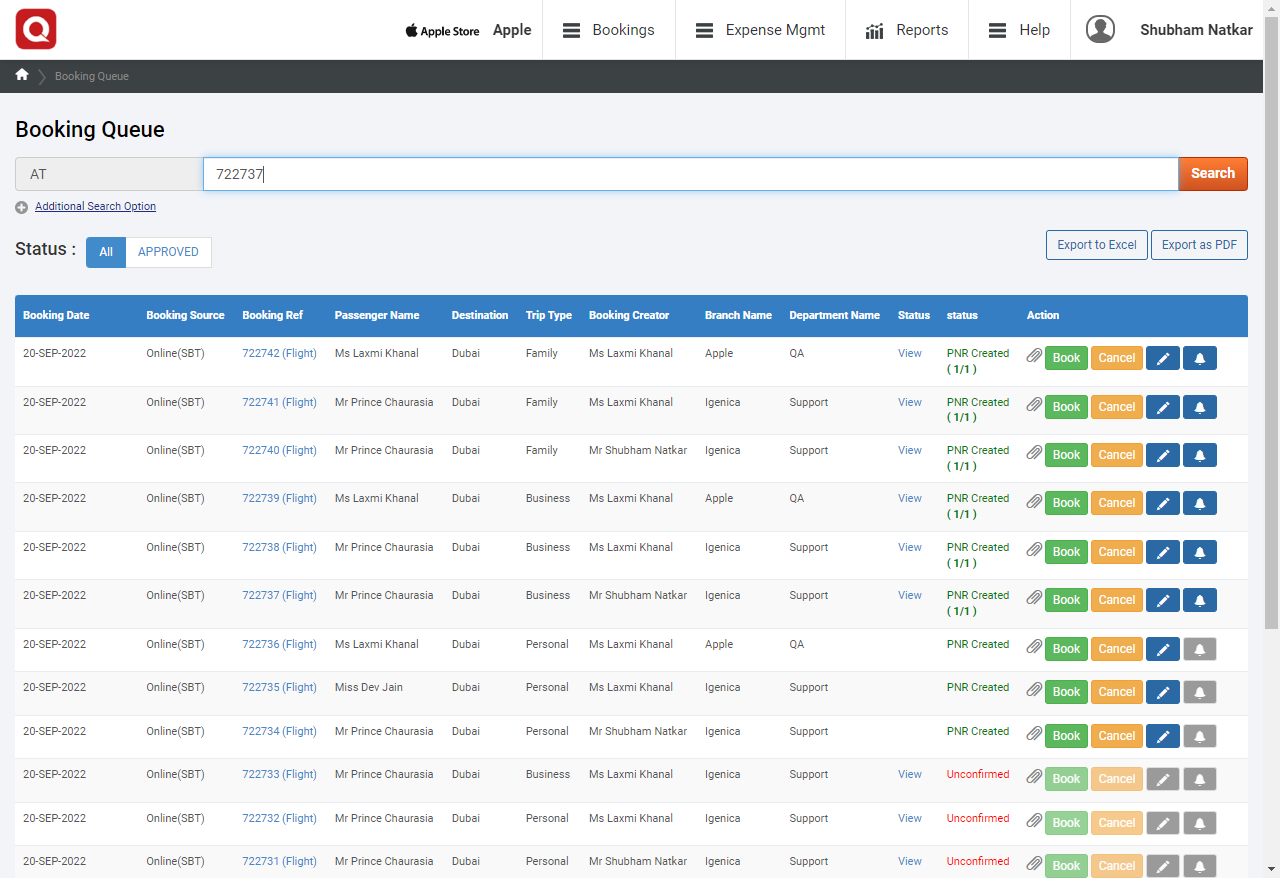 Q
Apple Store Apple Bookings Expense Mgmt Reports Help Shubham Natkar
Booking Queue
Booking Queue
AT 722737 Search
Additional Search Option
Status : All APPROVED Export to Excel Export as PDF
Booking Date Booking Source Booking Ref Passenger Name Destination Trip Type Booking Creator Branch Name Department Name Status status Action
20-SEP-2022 Online(SBT) 722742 (Flight) Ms Laxmi Khanal Dubai Family Ms Laxmi Khanal Apple QA View PNR Created Book Cancel
( 1/1 )
20-SEP-2022 Online(SBT) 722741 (Flight) Mr Prince Chaurasia Dubai Family Ms Laxmi Khanal Igenica Support View PNR Created Book Cancel
( 1/1 )
20-SEP-2022 Online(SBT) 722740 (Flight) Mr Prince Chaurasia Dubai Family Mr Shubham Natkar Igenica Support View PNR Created Book Cancel
( 1/1 )
20-SEP-2022 Online(SBT) 722739 (Flight) Ms Laxmi Khanal Dubai Business Ms Laxmi Khanal Apple QA View PNR Created Book Cancel
( 1/1 )
20-SEP-2022 Online(SBT) 722738 (Flight) Mr Prince Chaurasia Dubai Business Ms Laxmi Khanal Igenica Support View PNR Created Book Cancel
( 1/1 )
20-SEP-2022 Online(SBT) 722737 (Flight) Mr Prince Chaurasia Dubai Business Mr Shubham Natkar Igenica Support View PNR Created Book Cancel
( 1/1 )
20-SEP-2022 Online(SBT) 722736 (Flight) Ms Laxmi Khanal Dubai Personal Ms Laxmi Khanal Apple QA PNR Created Book Cancel
20-SEP-2022 Online(SBT) 722735 (Flight) Miss Dev Jain Dubai Personal Ms Laxmi Khanal Igenica Support PNR Created Book Cancel
20-SEP-2022 Online(SBT) 722734 (Flight) Mr Prince Chaurasia Dubai Personal Mr Shubham Natkar Igenica Support PNR Created Book Cancel
20-SEP-2022 Online(SBT) 722733 (Flight) Mr Prince Chaurasia Dubai Business Ms Laxmi Khanal Igenica Support View Unconfirmed Book Cancel
20-SEP-2022 Online(SBT) 722732 (Flight) Mr Prince Chaurasia Dubai Personal Ms Laxmi Khanal Igenica Support View Unconfirmed Book Cancel
20-SEP-2022 Online(SBT) 722731 (Flight) Mr Prince Chaurasia Dubai Personal Mr Shubham Natkar Igenica Support View Unconfirmed Book Cancel